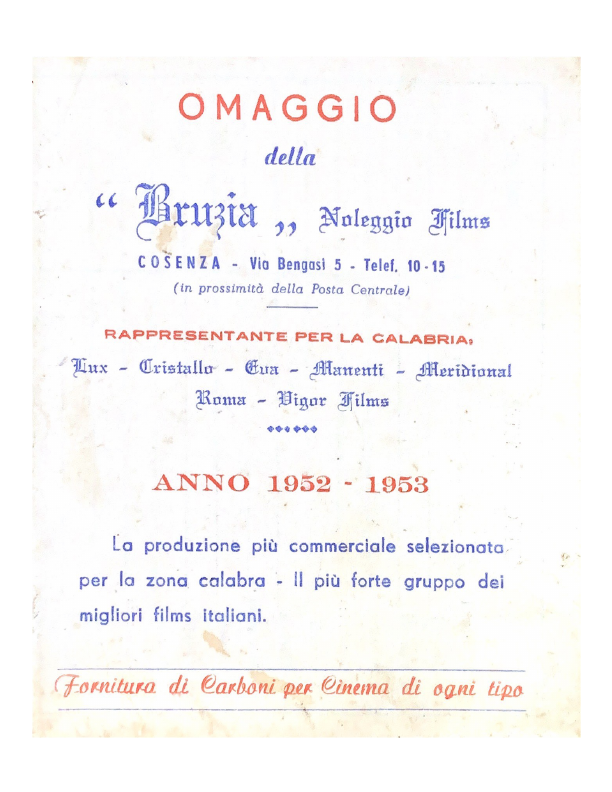 OMAGGIO
della
“ Bruzia „ Noleggio Films
COSENZA - Via Bengasi 5 - Telef. 10-15
(in prossimità della Posta Centrale)
RAPPRESENTANTE PER LA CALABRIA:
Lux - Cristallo - Eva - Manenti - Meridional
Roma - Vigor Films
ANNO 1952 - 1953
La produzione più commerciale selezionata
per la zona calabra - Il più forte gruppo dei
migliori films italiani.
Fornitura di Carboni per Cinema di ogni tipo